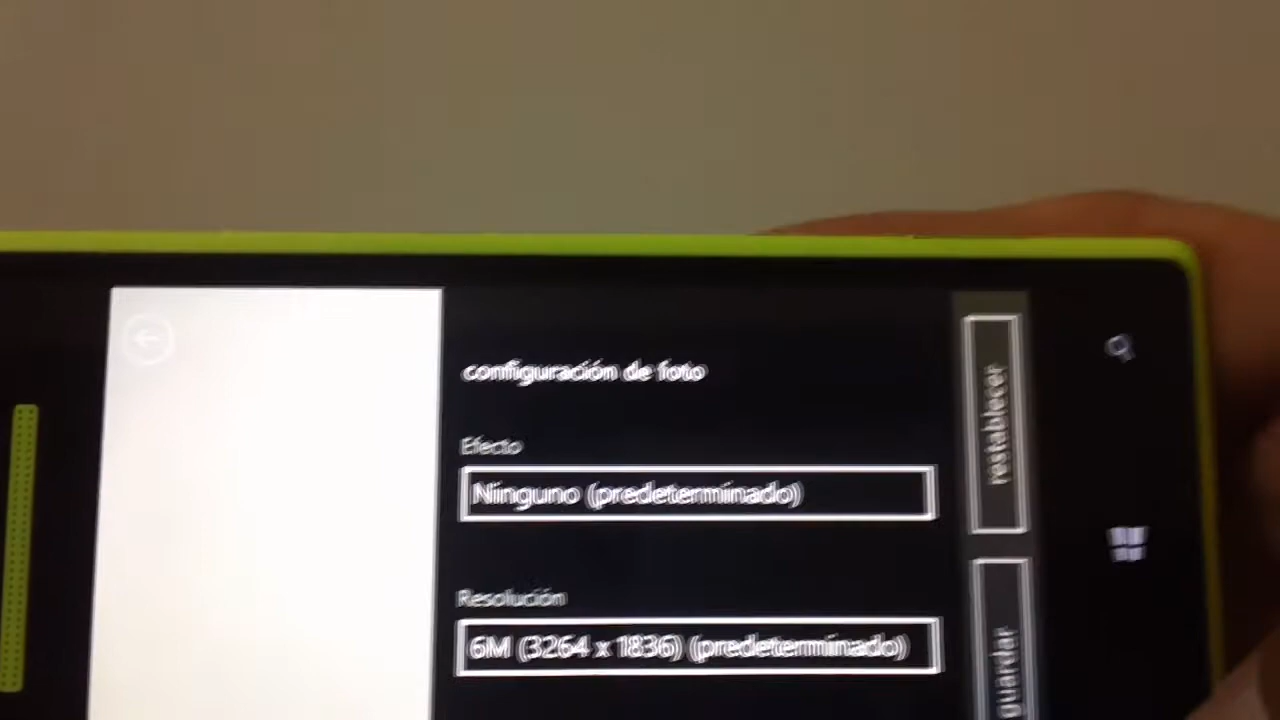 configuración de foto
Efecto
Ninguno (predeterminado)
Resolución
6M (3264 x 1836) (predeterminado)
restablecer
guardar